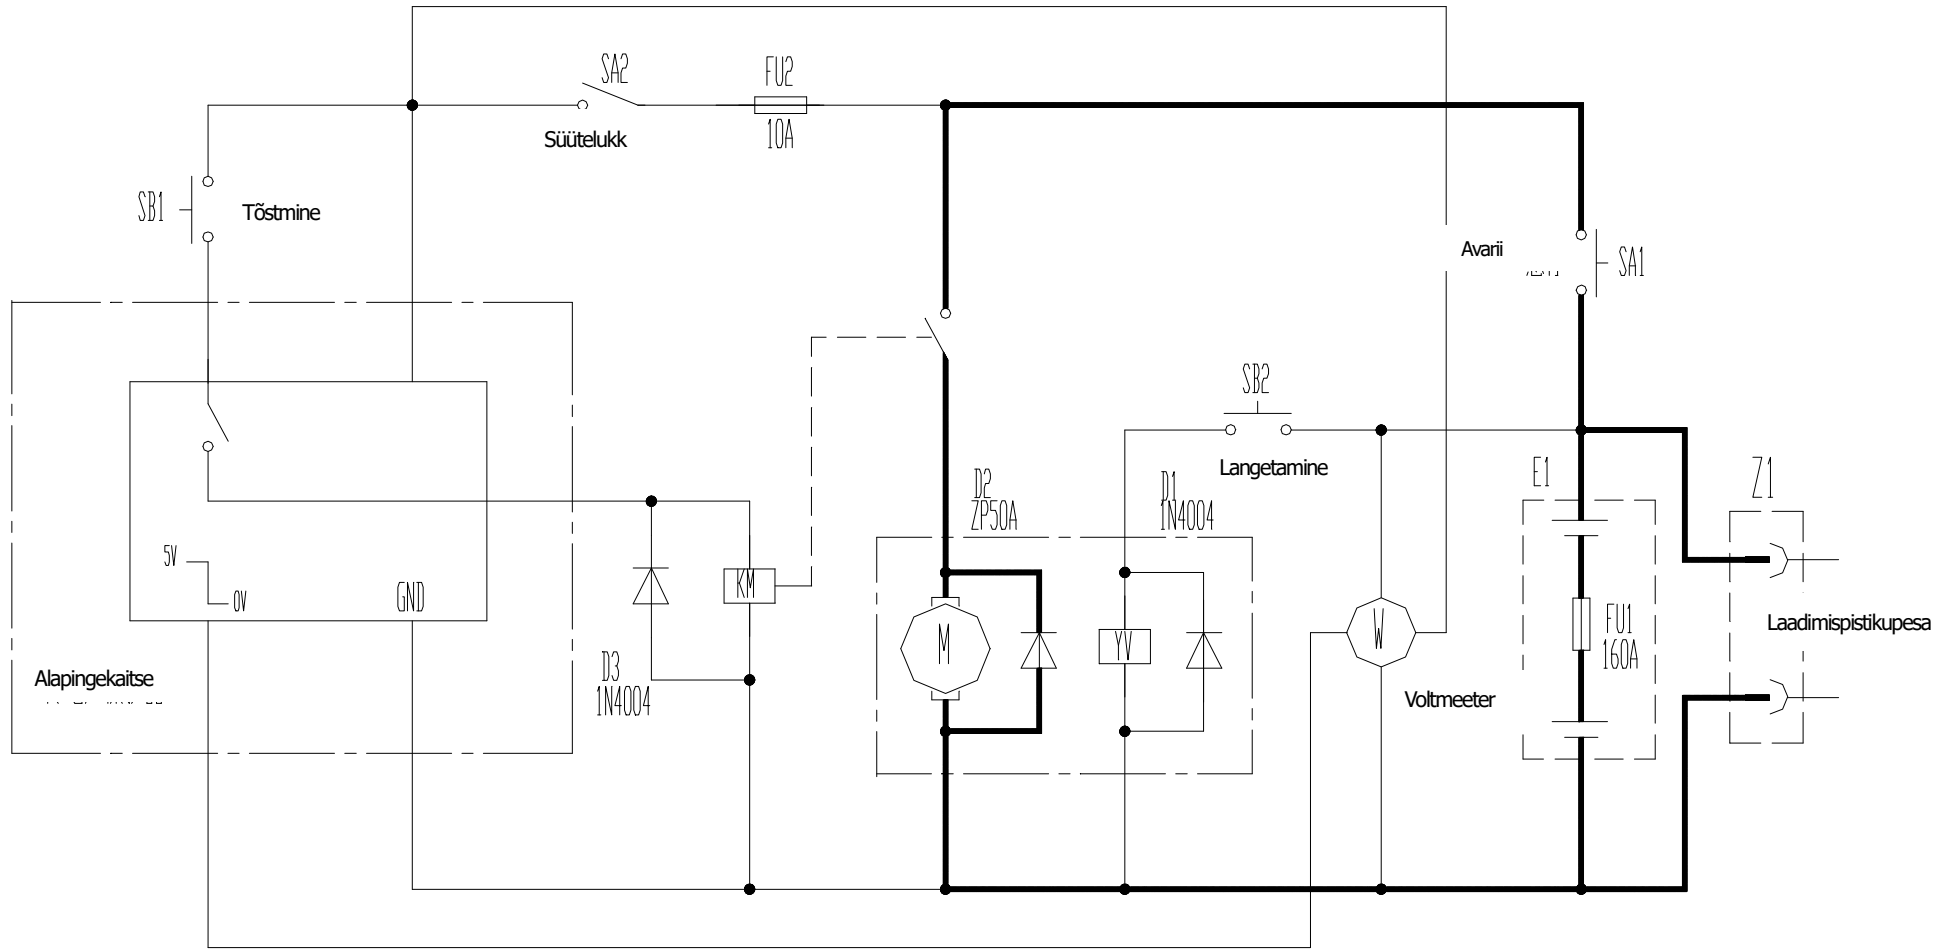 SA2
FU2
Süütelukk
10A
SB1
Tõstmine
Avarii
SA1
SB2
Langetamine
E1
Z1
D2
ZP50A
D1
1N4004
5V
0V
GND
KM
M
YV
W
FU1
160A
Laadimispistikupesa
Alapingekaitse
D3
1N4004
Voltmeeter